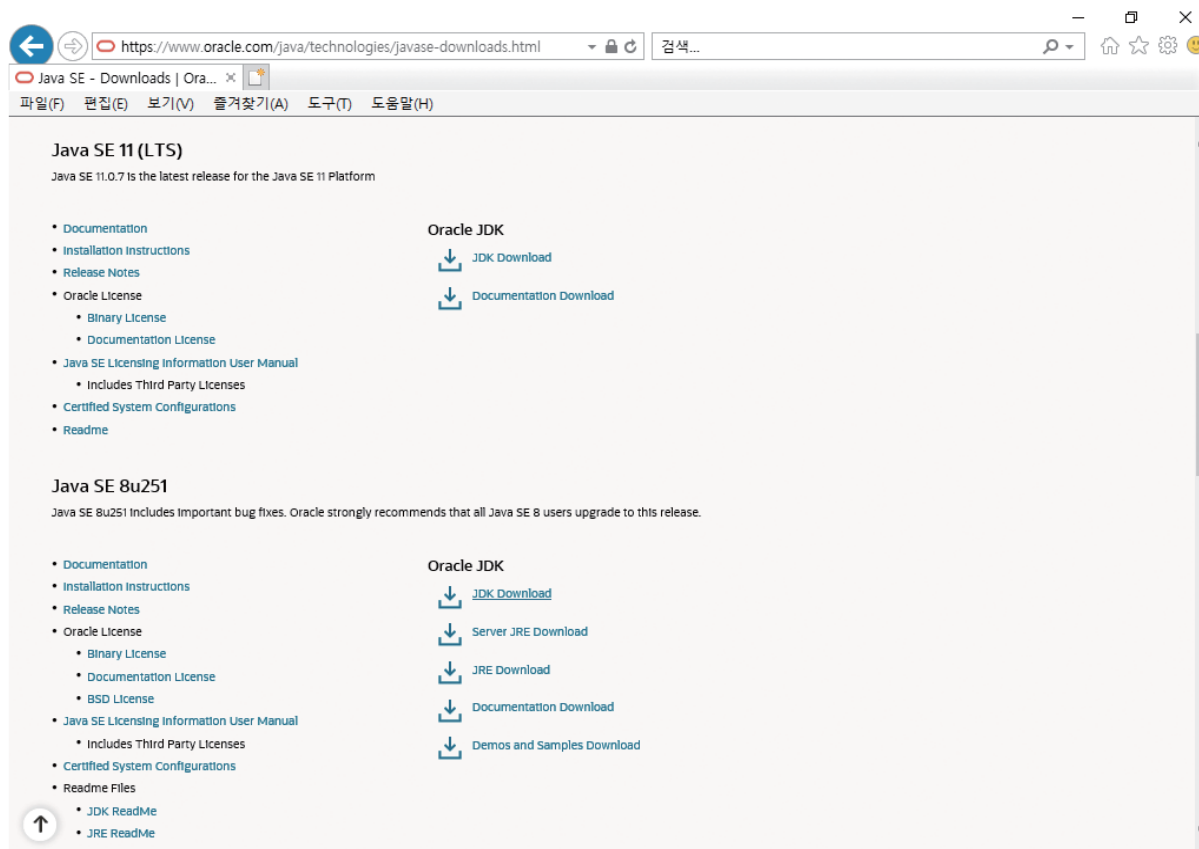 https://www.oracle.com/java/technologies/javase-downloads.html
검색...
Java SE - Downloads | Ora...
파일(F) 편집(E) 보기(V) 즐겨찾기(A) 도구(T) 도움말(H)
Java SE 11 (LTS)
Java SE 11.0.7 is the latest release for the Java SE 11 Platform
Documentation
Installation Instructions
Release Notes
Oracle License
Binary License
Documentation License
Java SE Licensing Information User Manual
Includes Third Party Licenses
Certified System Configurations
Readme
Oracle JDK
JDK Download
Documentation Download
Java SE 8u251
Java SE 8u251 includes important bug fixes. Oracle strongly recommends that all Java SE 8 users upgrade to this release.
Documentation
Installation Instructions
Release Notes
Oracle License
Binary License
Documentation License
BSD License
Java SE Licensing Information User Manual
Includes Third Party Licenses
Certified System Configurations
Readme Files
JDK ReadMe
JRE ReadMe
Oracle JDK
JDK Download
Server JRE Download
JRE Download
Documentation Download
Demos and Samples Download